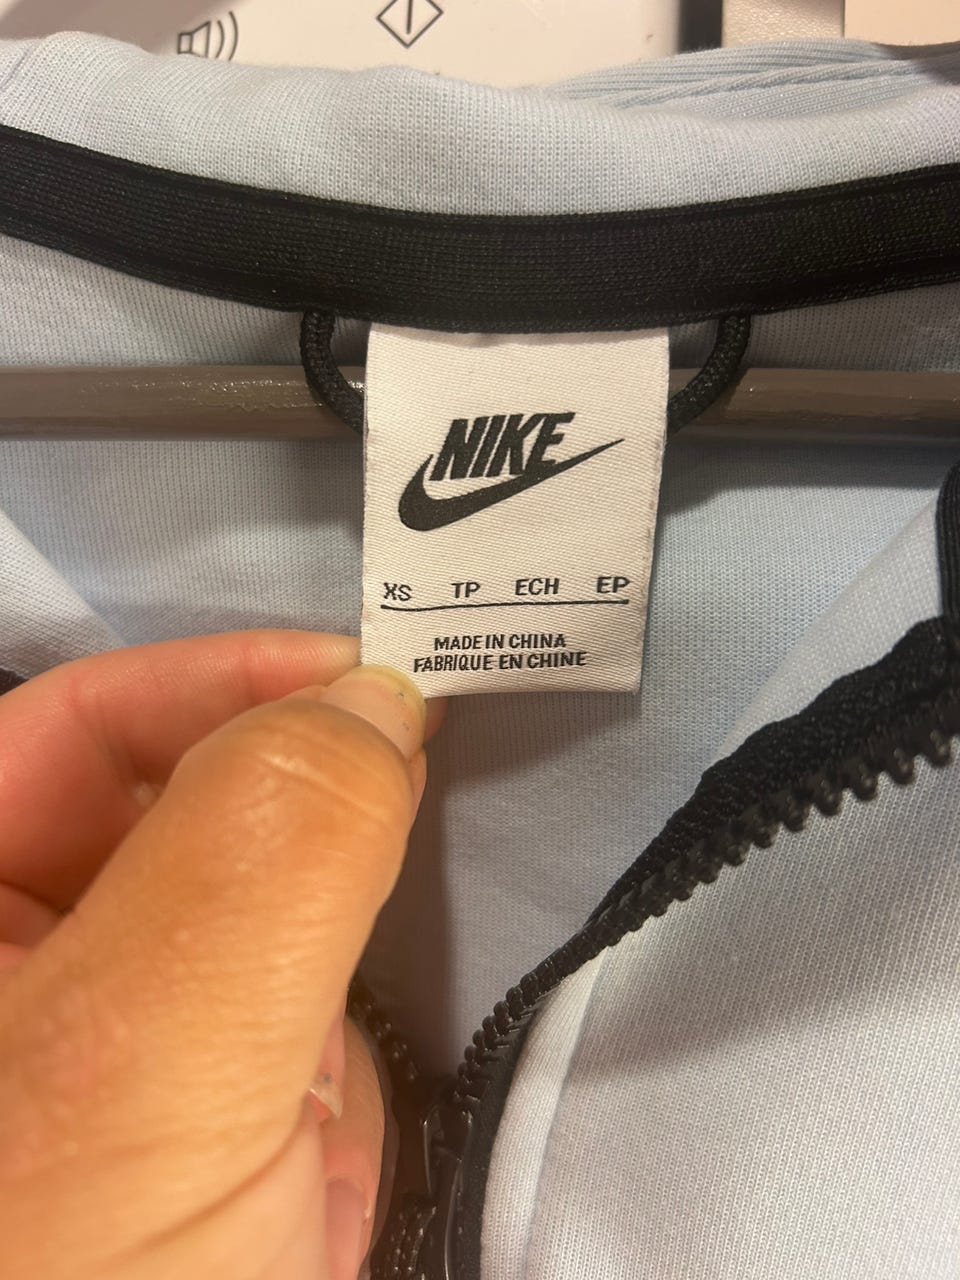 NIKE
XS TP ECH EP
MADE IN CHINA
FABRIQUE EN CHINE